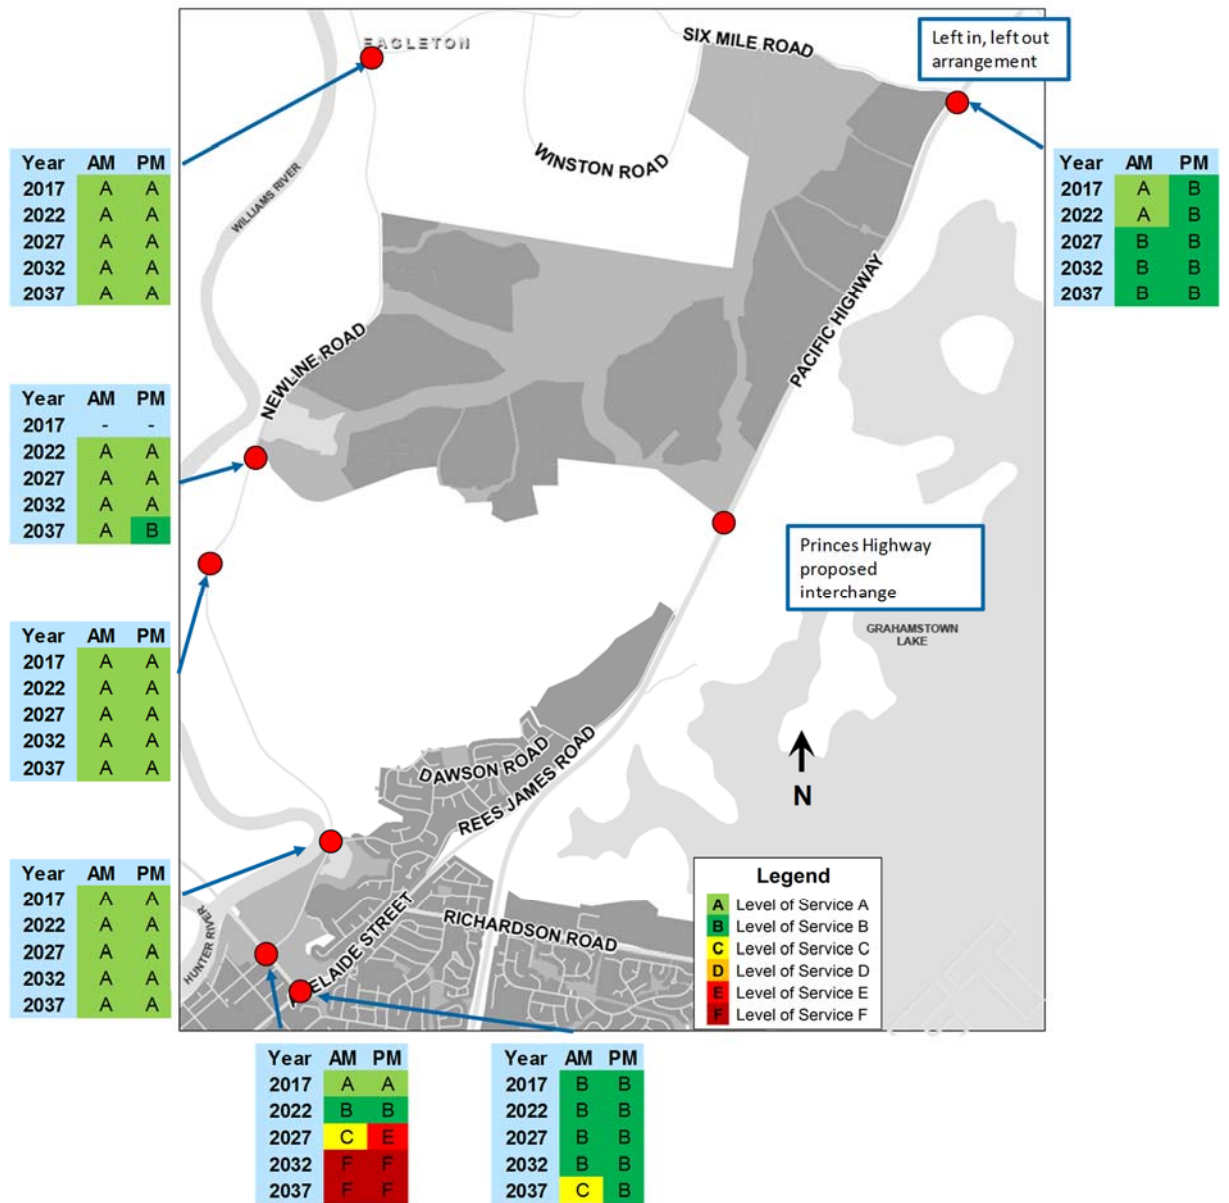 EAGLETON
SIX MILE ROAD
Left in, left out
arrangement
WINSTON ROAD
WILLIAMS RIVER
Year AM PM
2017 A A
2022 A A
2027 A A
2032 A A
2037 A A
Year AM PM
2017 A B
2022 A B
2027 B B
2032 B B
2037 B B
PACIFIC HIGHWAY
NEWLINE ROAD
Year AM PM
2017 - -
2022 A A
2027 A A
2032 A A
2037 A B
Princes Highway
proposed
interchange
GRAHAMSTOWN
LAKE
Year AM PM
2017 A A
2022 A A
2027 A A
2032 A A
2037 A A
DAWSON ROAD
REES JAMES ROAD
N
Year AM PM
2017 A A
2022 A A
2027 A A
2032 A A
2037 A A
HUNTER RIVER
RICHARDSON ROAD
ELAIDE STREET
Legend
A Level of Service A
B Level of Service B
C Level of Service C
D Level of Service D
E Level of Service E
F Level of Service F
Year AM PM
2017 A A
2022 B B
2027 C E
2032 F F
2037 F F
Year AM PM
2017 B B
2022 B B
2027 B B
2032 B B
2037 C B